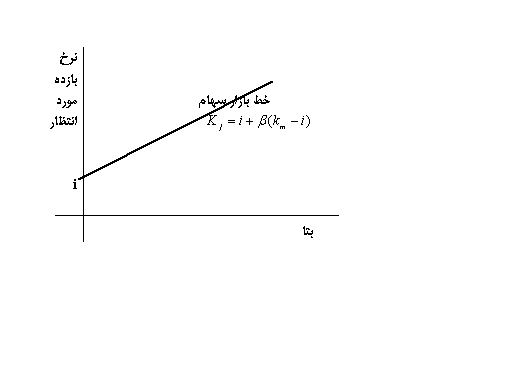 نرخ
بازده
مورد
انتظار
خط بازار سهام
K_j = i + β(k_m − i)
i
بتا